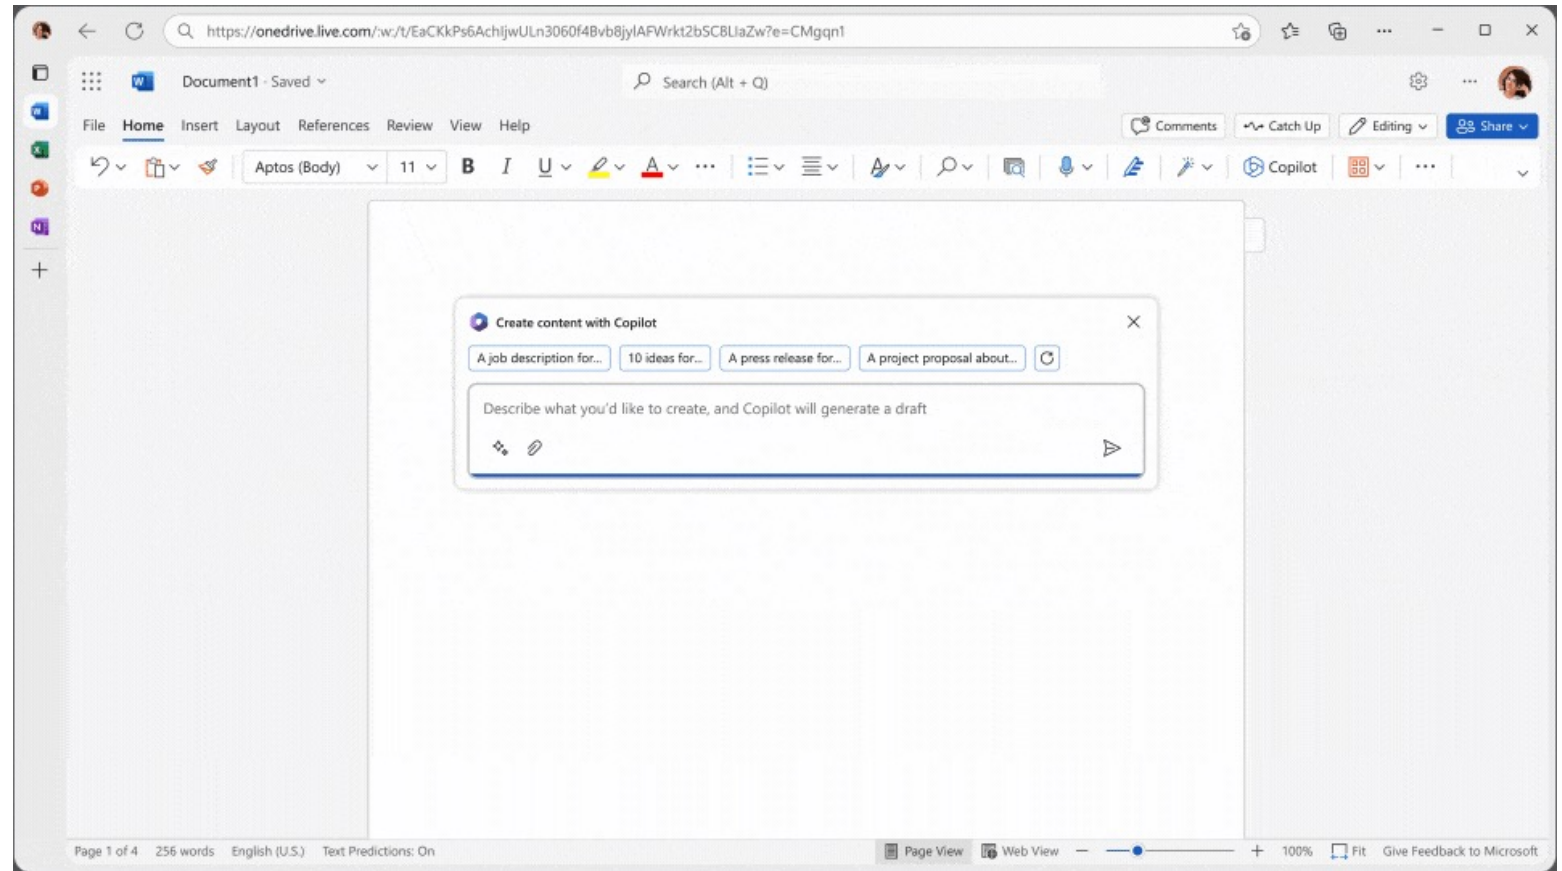 https://onedrive.live.com/:w:/t/EaCKkPs6AchIjwULn3060f4Bvb8jylAFWrkt2bSC8LIaZw?e=CMgqn1
Document1 · Saved
Search (Alt + Q)
File Home Insert Layout References Review View Help
Comments Catch Up Editing Share
Aptos (Body) 11 B I U A Copilot
Create content with Copilot
A job description for... 10 ideas for... A press release for... A project proposal about...
Describe what you'd like to create, and Copilot will generate a draft
Page 1 of 4 256 words English (U.S.) Text Predictions: On Page View Web View 100% Fit Give Feedback to Microsoft